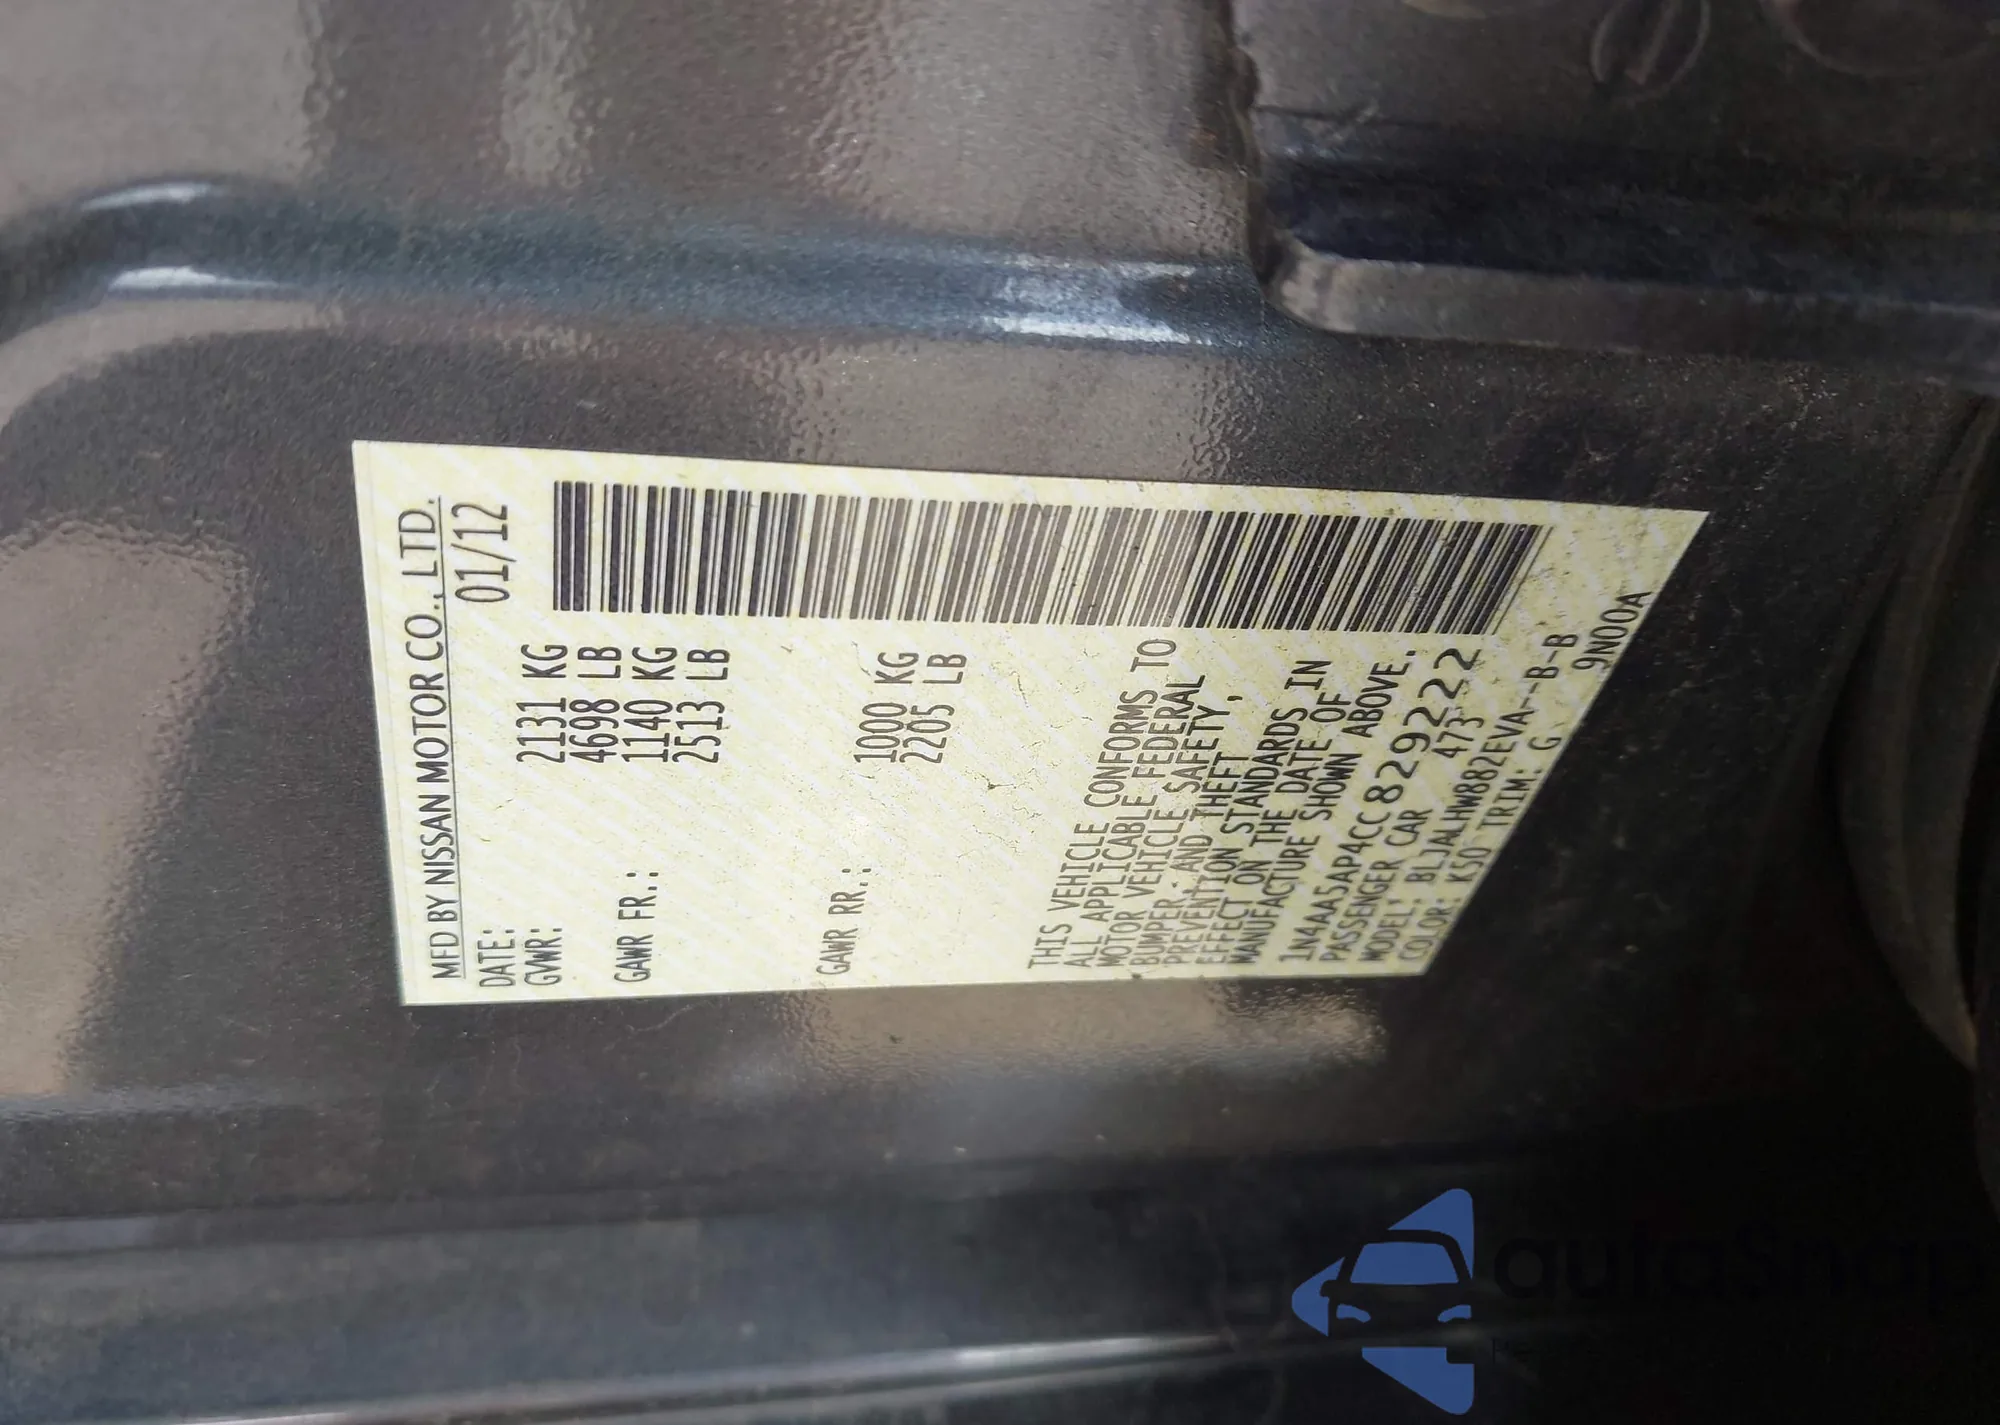 MFD BY NISSAN MOTOR CO., LTD.
DATE: 01/12
GVWR: 2131 KG
4698 LB
GAWR FR.: 1140 KG
2513 LB
GAWR RR.: 1000 KG
2205 LB
THIS VEHICLE CONFORMS TO
ALL APPLICABLE FEDERAL
MOTOR VEHICLE SAFETY,
BUMPER, AND THEFT
PREVENTION STANDARDS IN
EFFECT ON THE DATE OF
MANUFACTURE SHOWN ABOVE.
1N4AA5AP4CC829222
PASSENGER CAR 473
MODEL: BLJALHW882EVA--B-B
COLOR: K50 TRIM: G 9N00A
autoSnap